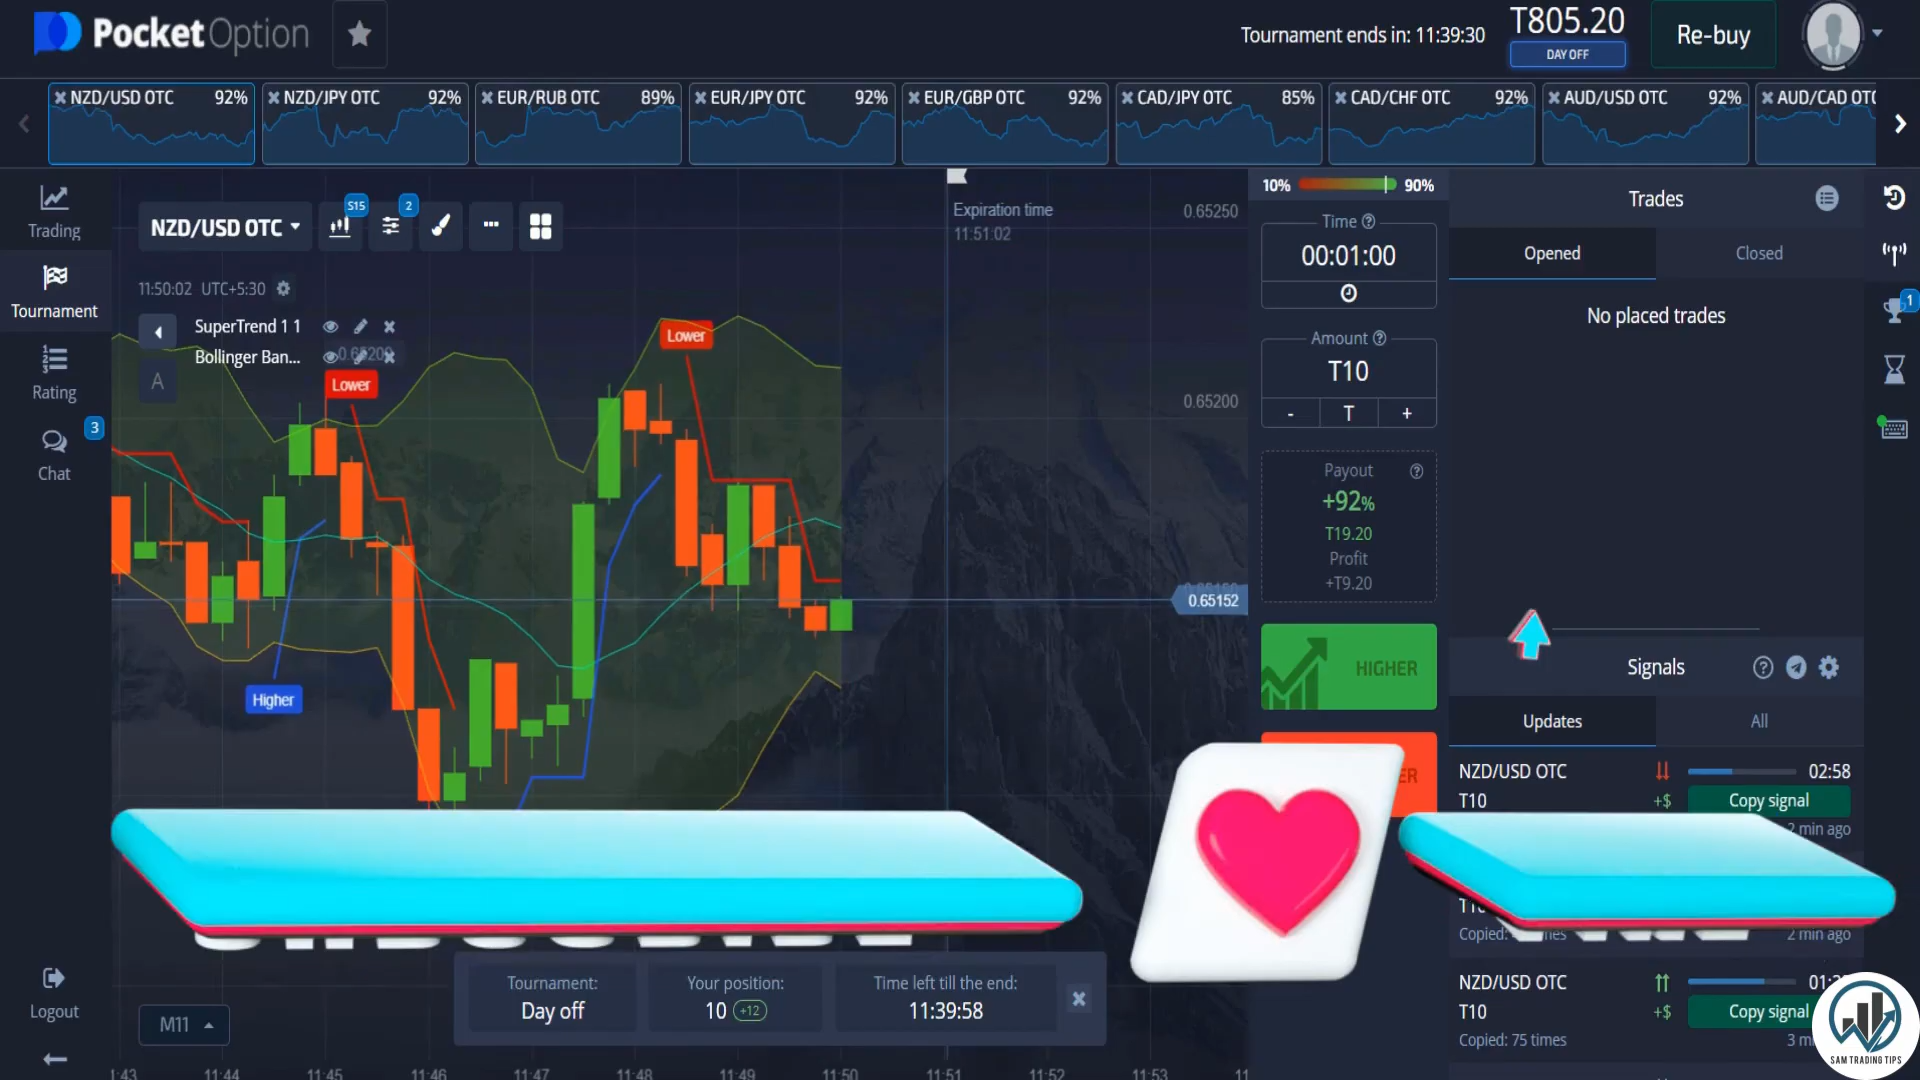 PocketOption
Tournament ends in: 11:39:30
T805.20
DAY OFF
Re-buy
NZD/USD OTC 92%
NZD/JPY OTC 92%
EUR/RUB OTC 89%
EUR/JPY OTC 92%
EUR/GBP OTC 92%
CAD/JPY OTC 85%
CAD/CHF OTC 92%
AUD/USD OTC 92%
AUD/CAD OTC
Trading
Tournament
Rating
3
Chat
Logout
NZD/USD OTC
S15
2
11:50:02 UTC+5:30
SuperTrend 1 1
Bollinger Ban...
A
Lower
Higher
Lower
Expiration time
11:51:02
0.65250
0.65200
0.65152
M11
11:44
11:45
11:46
11:47
11:48
11:49
11:50
11:51
11:52
11:53
Tournament:
Day off
Your position:
10 +12
Time left till the end:
11:39:58
10% 90%
Time
00:01:00
Amount
T10
- T +
Payout
+92%
T19.20
Profit
+T9.20
HIGHER
Trades
Opened
Closed
No placed trades
1
Signals
Updates
All
NZD/USD OTC 02:58
T10 +$ Copy signal
2 min ago
Copied:
2 min ago
NZD/USD OTC
T10 +$ Copy signal
Copied: 75 times
SAM TRADING TIPS